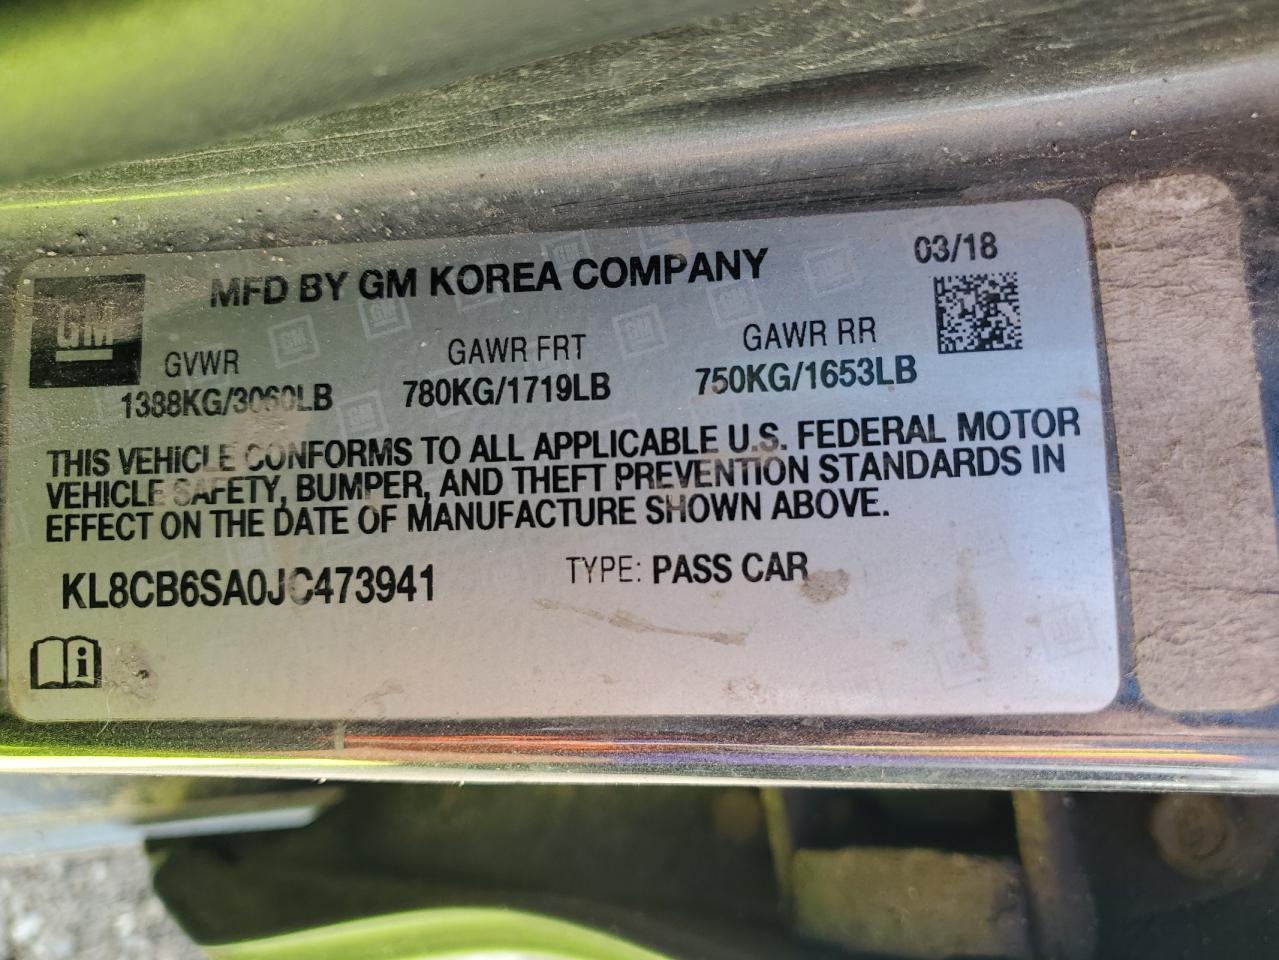 GM
MFD BY GM KOREA COMPANY
03/18
GVWR GAWR FRT GAWR RR
1388KG/3060LB 780KG/1719LB 750KG/1653LB
THIS VEHICLE CONFORMS TO ALL APPLICABLE U.S. FEDERAL MOTOR
VEHICLE SAFETY, BUMPER, AND THEFT PREVENTION STANDARDS IN
EFFECT ON THE DATE OF MANUFACTURE SHOWN ABOVE.
KL8CB6SA0JC473941 TYPE: PASS CAR
i